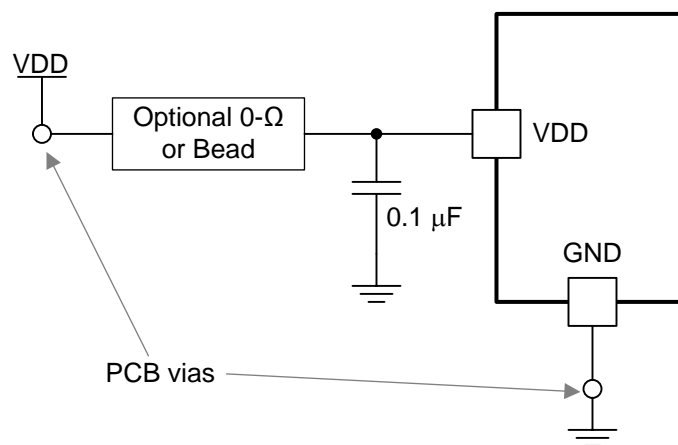 VDD
Optional 0-Ω
or Bead
VDD
0.1 μF
GND
PCB vias